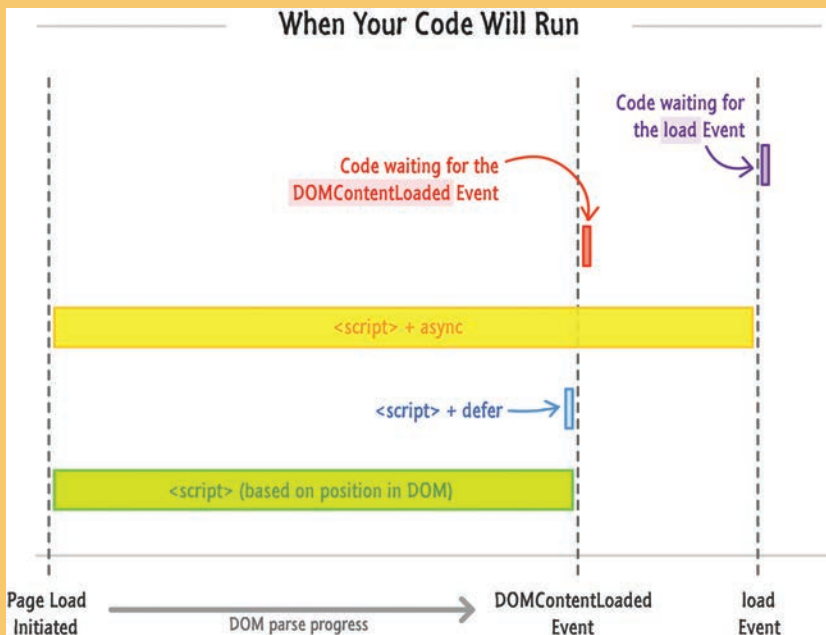 When Your Code Will Run
Code waiting for
the load Event
Code waiting for the
DOMContentLoaded Event
<script> + async
<script> + defer
<script> (based on position in DOM)
Page Load
Initiated
DOM parse progress
DOMContentLoaded
Event
load
Event